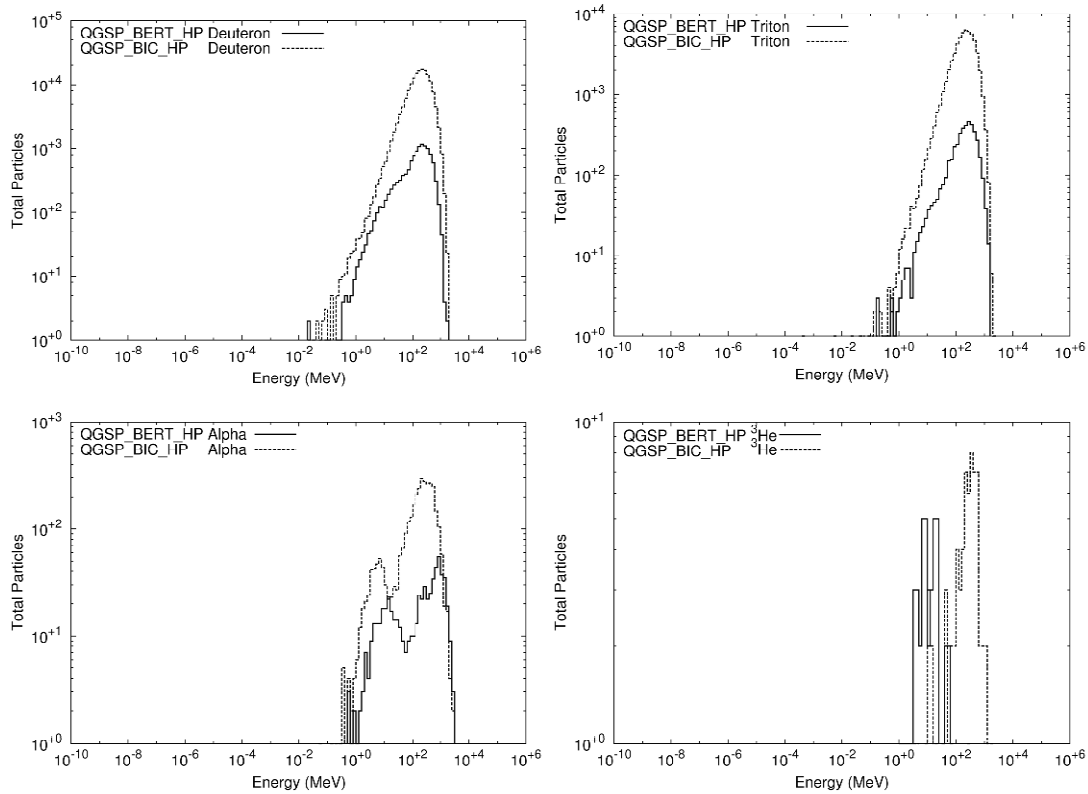 10+5
QGSP_BERT_HP Deuteron
QGSP_BIC_HP Deuteron
10+4
10+3
10+2
10+1
10+0
Total Particles
10-10 10-8 10-6 10-4 10-2 10+0 10+2 10+4 10+6
Energy (MeV)
10+4
QGSP_BERT_HP Triton
QGSP_BIC_HP Triton
10+3
10+2
10+1
10+0
Total Particles
10-10 10-8 10-6 10-4 10-2 10+0 10+2 10+4 10+6
Energy (MeV)
10+3
QGSP_BERT_HP Alpha
QGSP_BIC_HP Alpha
10+2
10+1
10+0
Total Particles
10-10 10-8 10-6 10-4 10-2 10+0 10+2 10+4 10+6
Energy (MeV)
10+1
QGSP_BERT_HP 3He
QGSP_BIC_HP 3He
10+0
Total Particles
10-10 10-8 10-6 10-4 10-2 10+0 10+2 10+4 10+6
Energy (MeV)